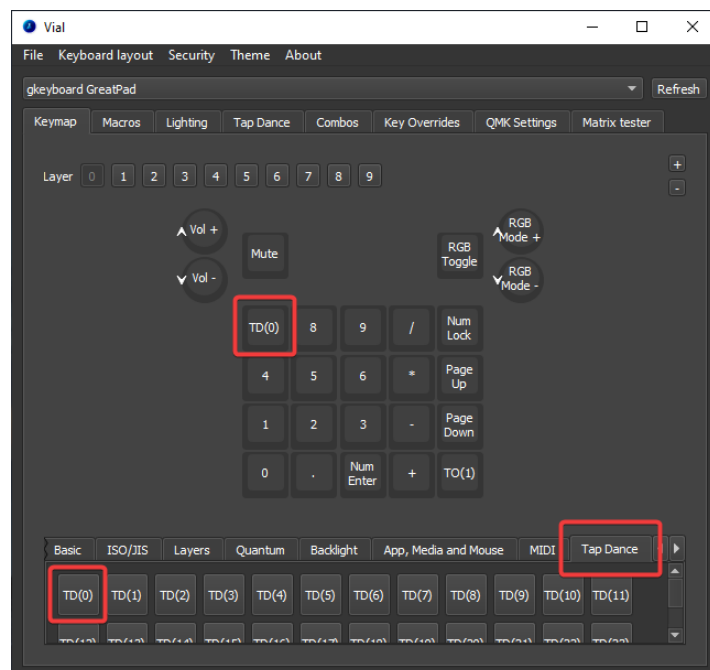 Vial
File Keyboard layout Security Theme About
gkeyboard GreatPad Refresh
Keymap Macros Lighting Tap Dance Combos Key Overrides QMK Settings Matrix tester
Layer 0 1 2 3 4 5 6 7 8 9
+
-
Vol +
Vol -
Mute
RGB
Toggle
RGB
Mode +
RGB
Mode -
TD(0) 8 9 / Num
Lock
4 5 6 * Page
Up
1 2 3 - Page
Down
0 . Num
Enter + TO(1)
Basic ISO/JIS Layers Quantum Backlight App, Media and Mouse MIDI Tap Dance
TD(0) TD(1) TD(2) TD(3) TD(4) TD(5) TD(6) TD(7) TD(8) TD(9) TD(10) TD(11)